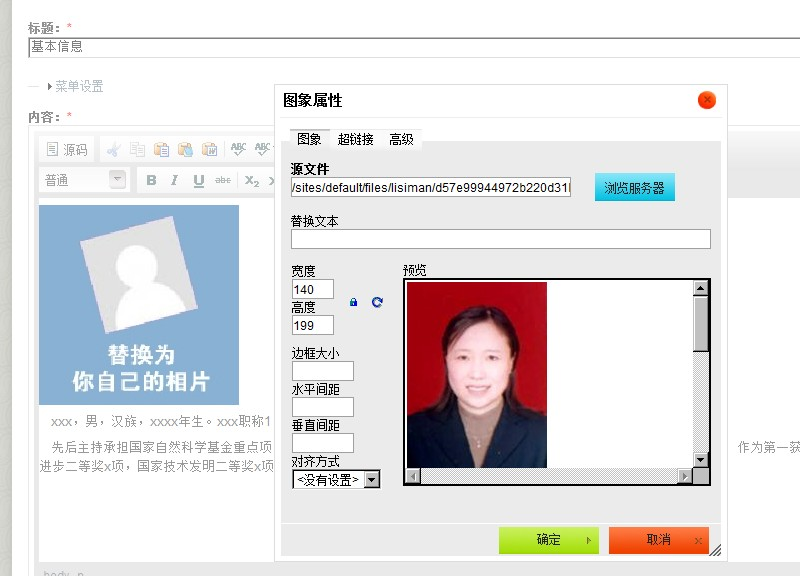 标题：*
基本信息
菜单设置
内容：*
源码
ABC
ABC
普通
B I U abc X₂
替换为
你自己的相片
xxx，男，汉族，xxxx年生。xxx职称1
先后主持承担国家自然科学基金重点项
作为第一获
进步二等奖x项，国家技术发明二等奖x项
body p
图象属性
图象 超链接 高级
源文件
/sites/default/files/lisiman/d57e99944972b220d31
浏览服务器
替换文本
宽度
140
高度
199
预览
边框大小
水平间距
垂直间距
对齐方式
<没有设置>
确定
取消